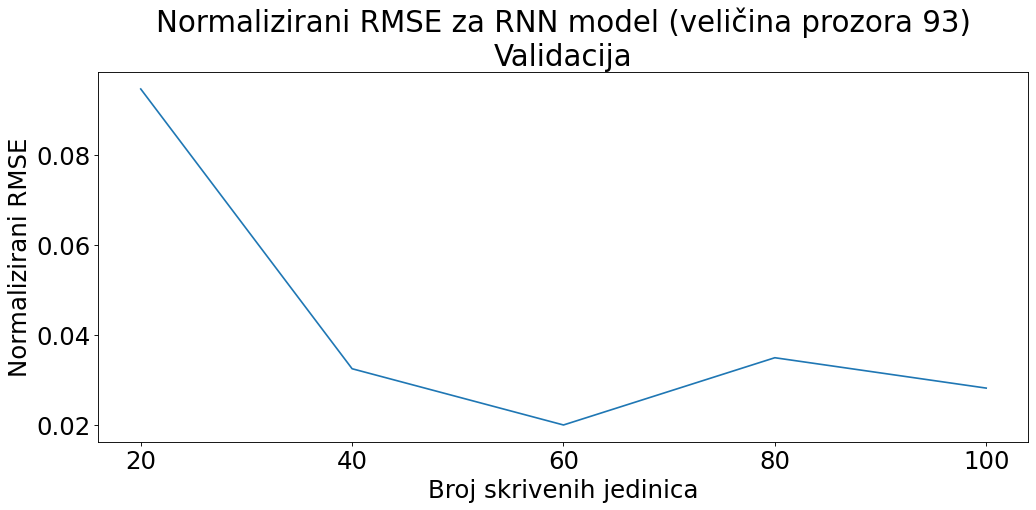 Normalizirani RMSE za RNN model (veličina prozora 93)
Validacija
Normalizirani RMSE
0.08
0.06
0.04
0.02
20 40 60 80 100
Broj skrivenih jedinica